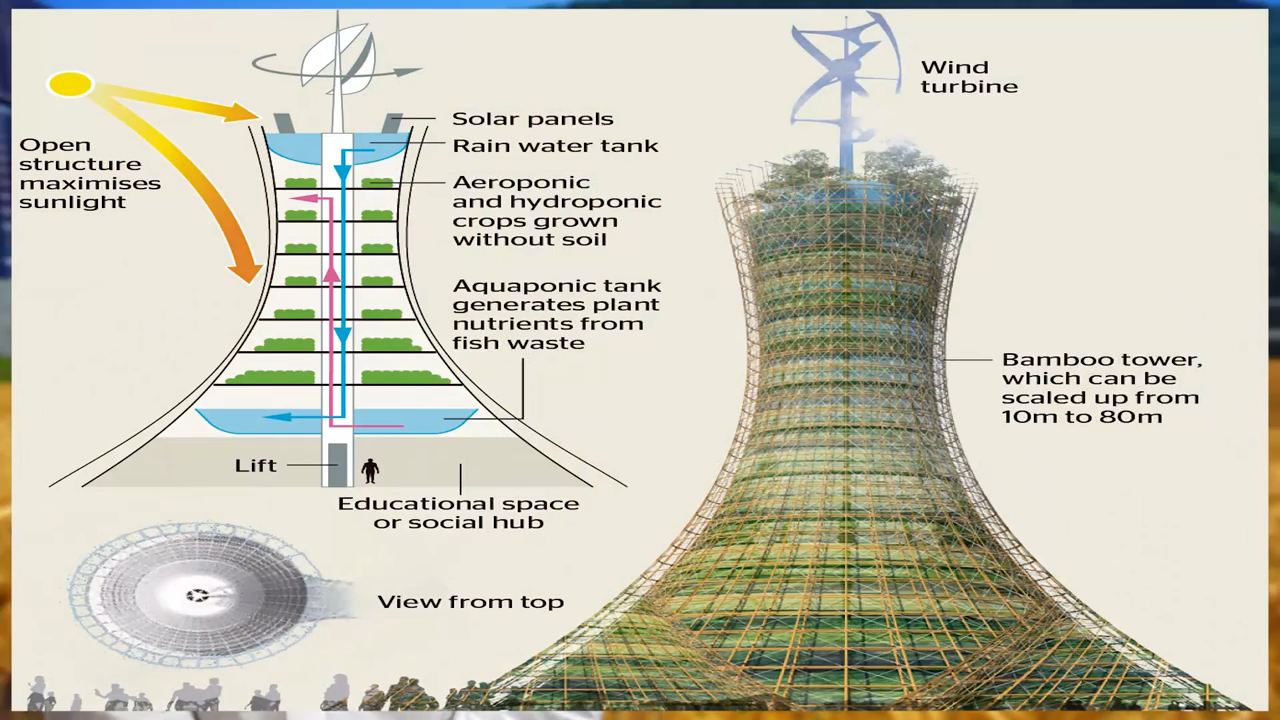 Open
structure
maximises
sunlight
Solar panels
Rain water tank
Aeroponic
and hydroponic
crops grown
without soil
Aquaponic tank
generates plant
nutrients from
fish waste
Lift
Educational space
or social hub
View from top
Wind
turbine
Bamboo tower,
which can be
scaled up from
10m to 80m